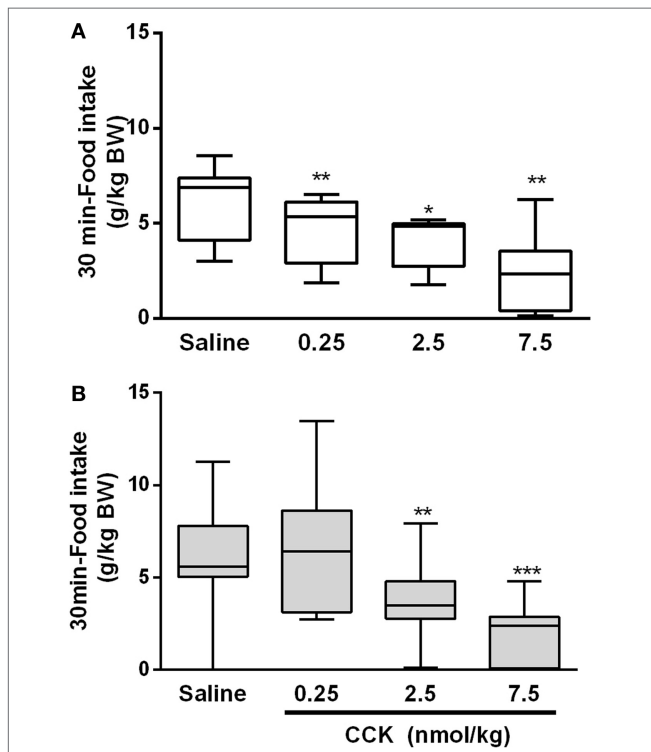 A
30 min-Food intake
(g/kg BW)
15
10
5
0
**
*
**
Saline 0.25 2.5 7.5
B
30min-Food intake
(g/kg BW)
15
10
5
0
**
***
Saline 0.25 2.5 7.5
CCK (nmol/kg)